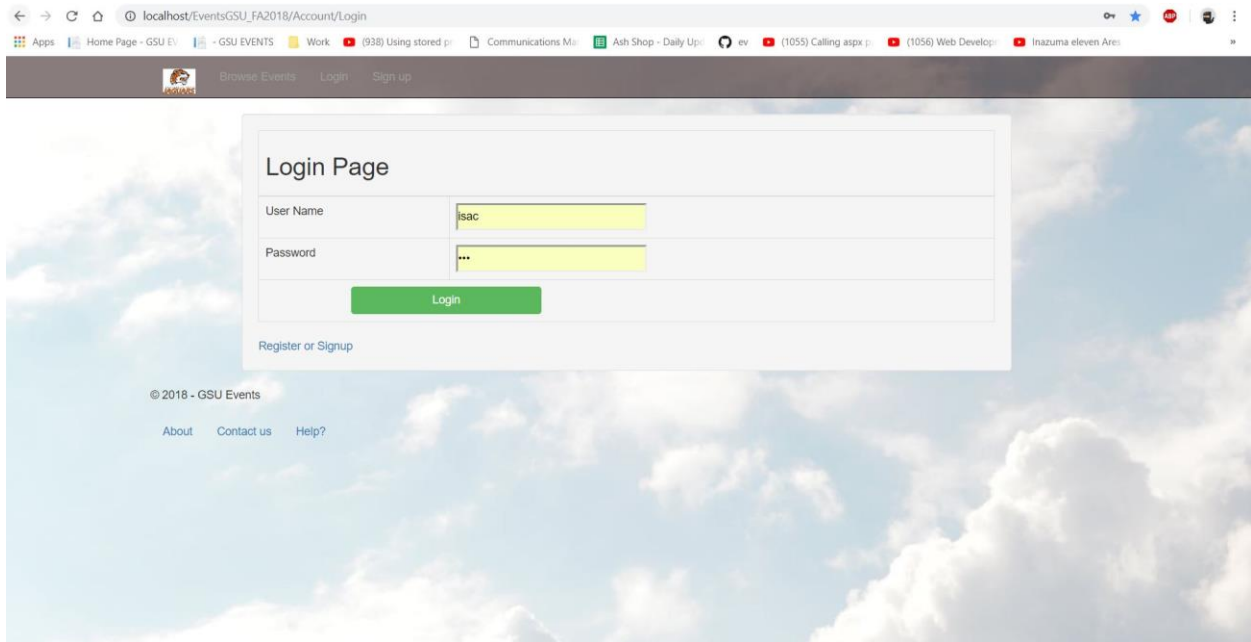 localhost/EventsGSU_FA2018/Account/Login
ABP
Apps Home Page - GSU EV - GSU EVENTS Work (938) Using stored pr Communications Ma Ash Shop - Daily Upd ev (1055) Calling aspx p (1056) Web Develop Inazuma eleven Ares »
JAGUARS Browse Events Login Sign up
Login Page
User Name isac
Password •••
Login
Register or Signup
© 2018 - GSU Events
About Contact us Help?